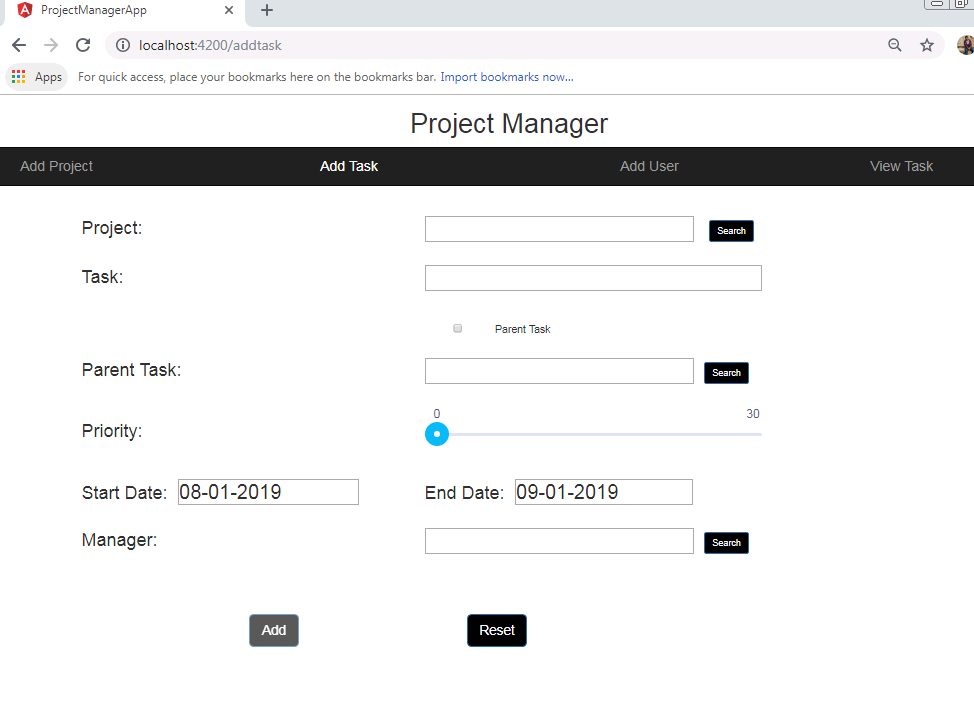 ProjectManagerApp
localhost:4200/addtask
Apps For quick access, place your bookmarks here on the bookmarks bar. Import bookmarks now...
Project Manager
Add Project Add Task Add User View Task
Project: Search
Task:
Parent Task
Parent Task: Search
0 30
Priority:
Start Date: 08-01-2019 End Date: 09-01-2019
Manager: Search
Add Reset